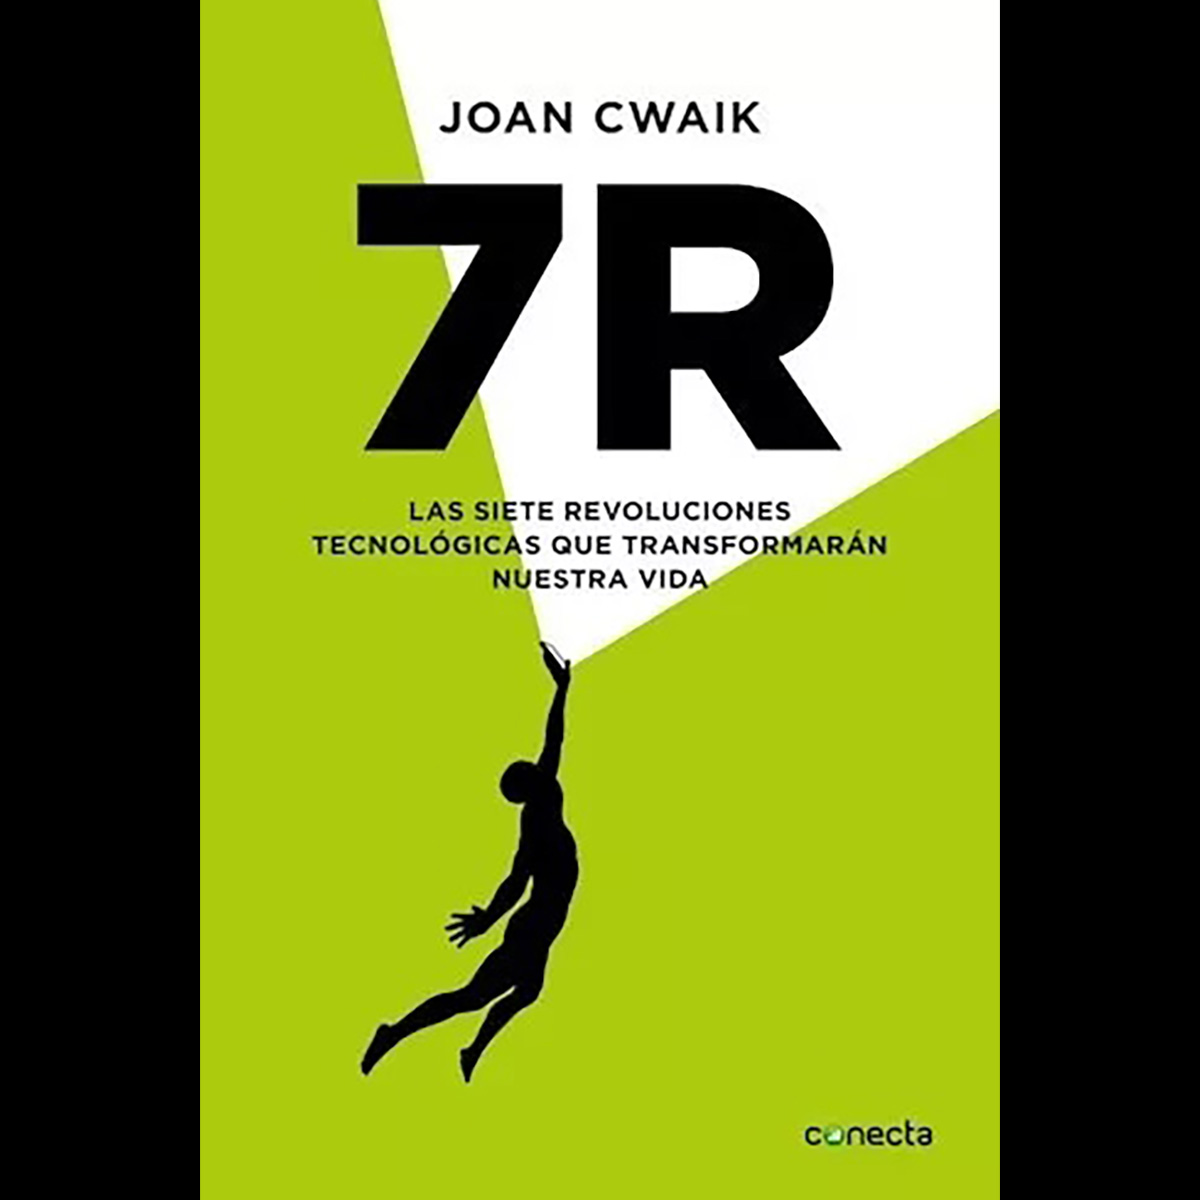 JOAN CWAIK
7R
LAS SIETE REVOLUCIONES
TECNOLÓGICAS QUE TRANSFORMARÁN
NUESTRA VIDA
conecta